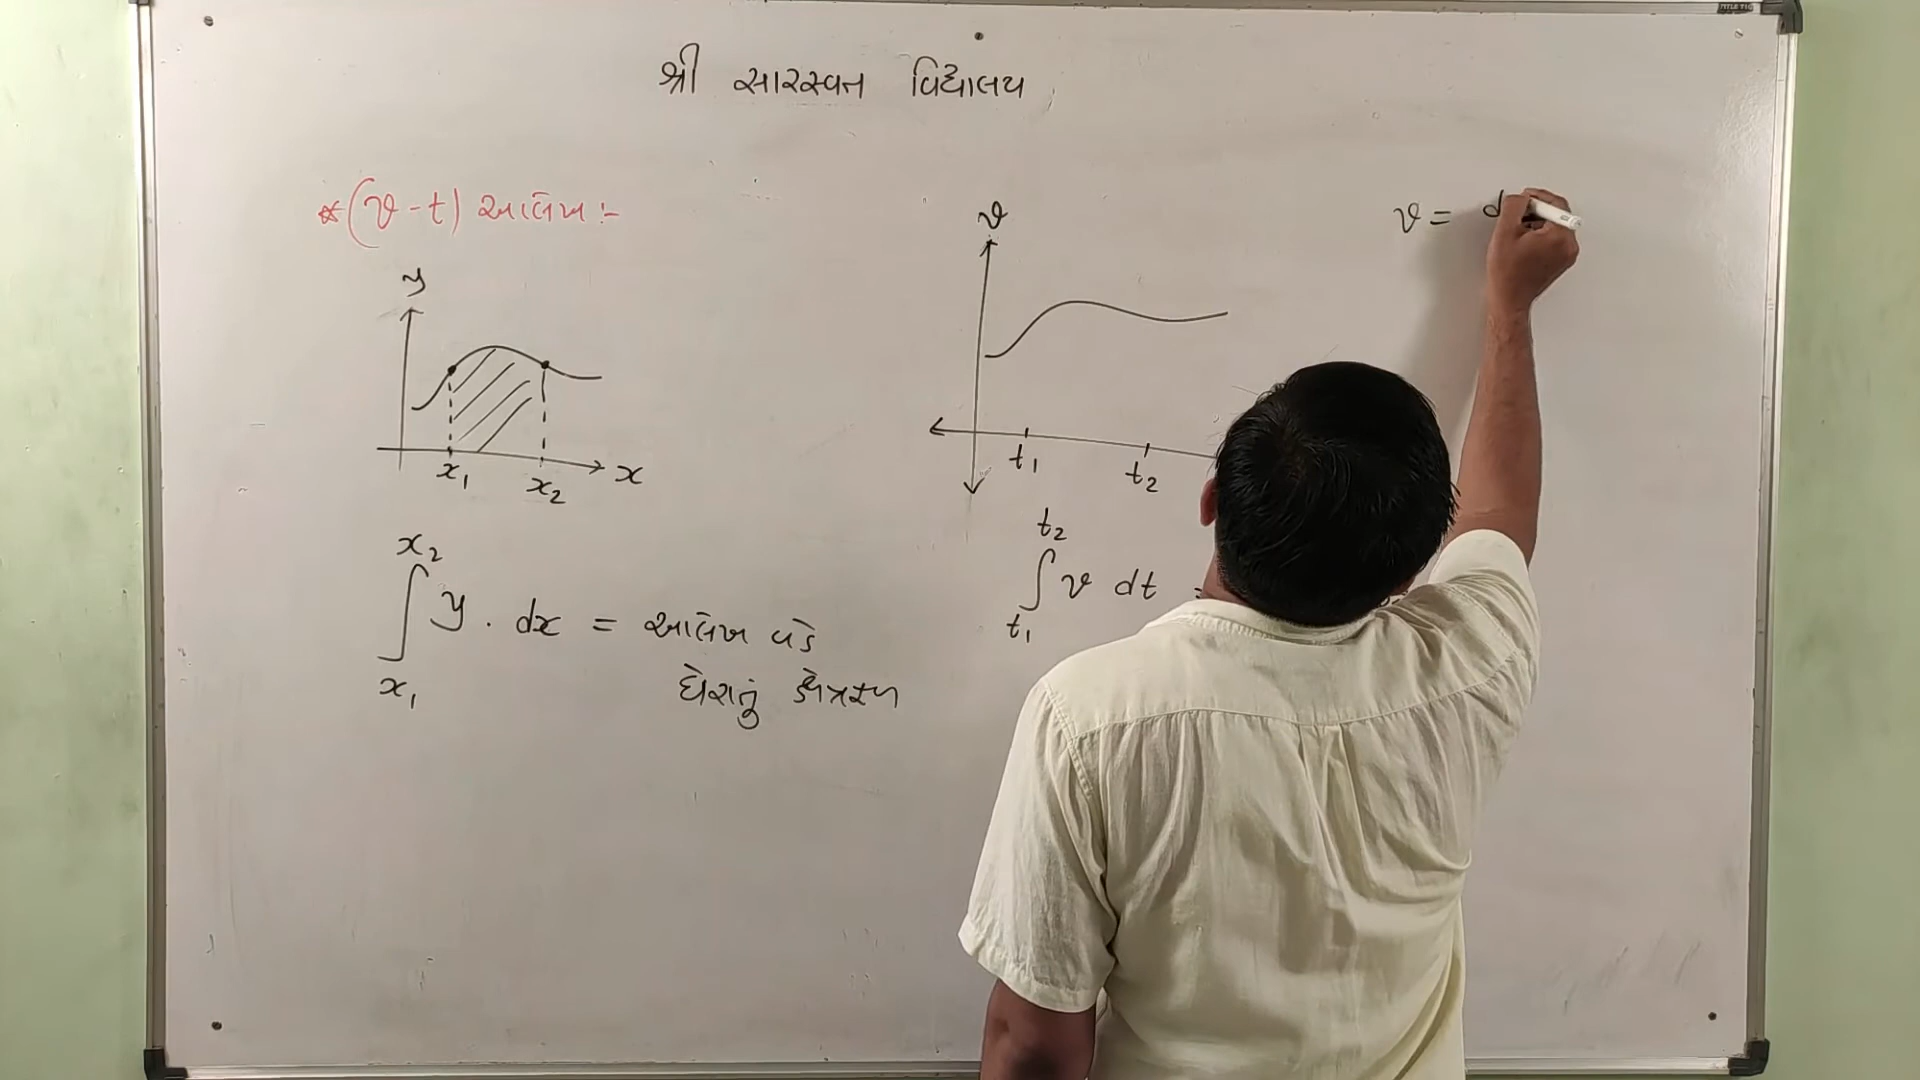 શ્રી સારસ્વત વિદ્યાલય
*(v-t) આલેખ :-
y
x₁ x₂ x
x₂
∫ y . dx = આલેખ વડે
x₁
ઘેરાતું ક્ષેત્રફળ
v
t₁ t₂
t₂
∫ v dt
t₁
v = d